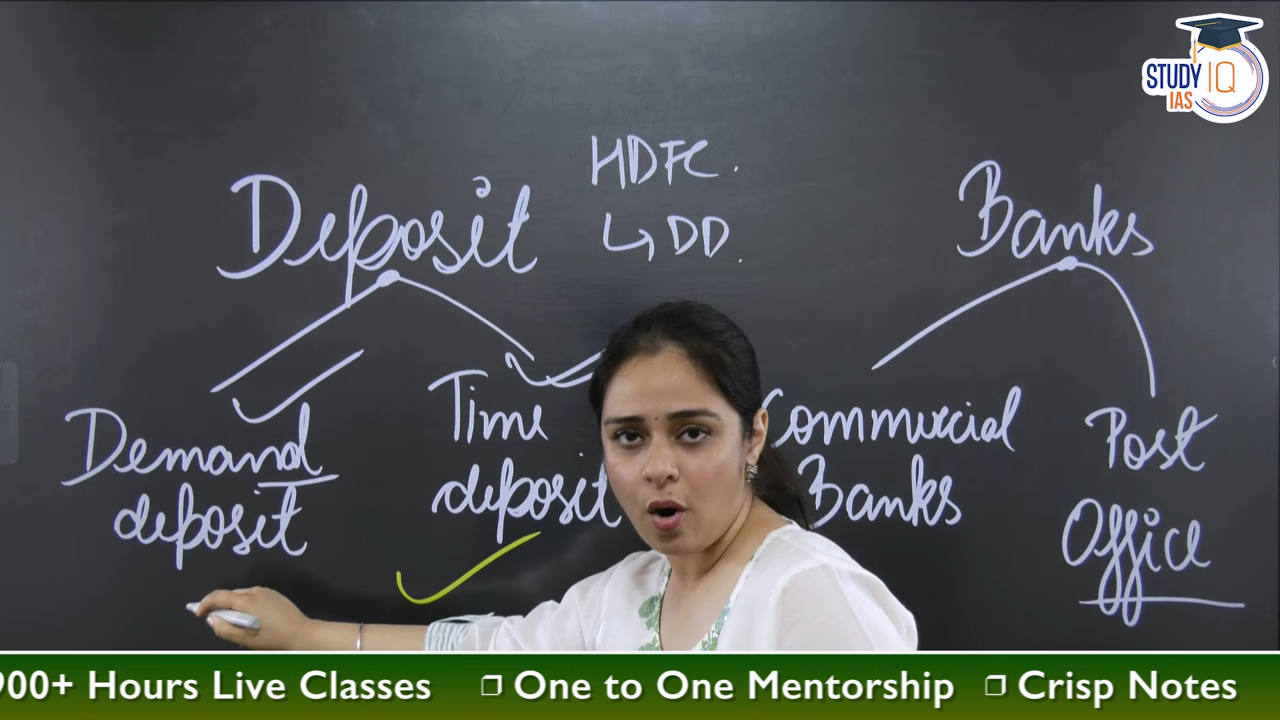 STUDY IQ
IAS
HDFC.
↳ DD.
Deposit
Banks
Demand
deposit
Time
deposit
Commercial
Banks
Post
Office
900+ Hours Live Classes ❐ One to One Mentorship ❐ Crisp Notes